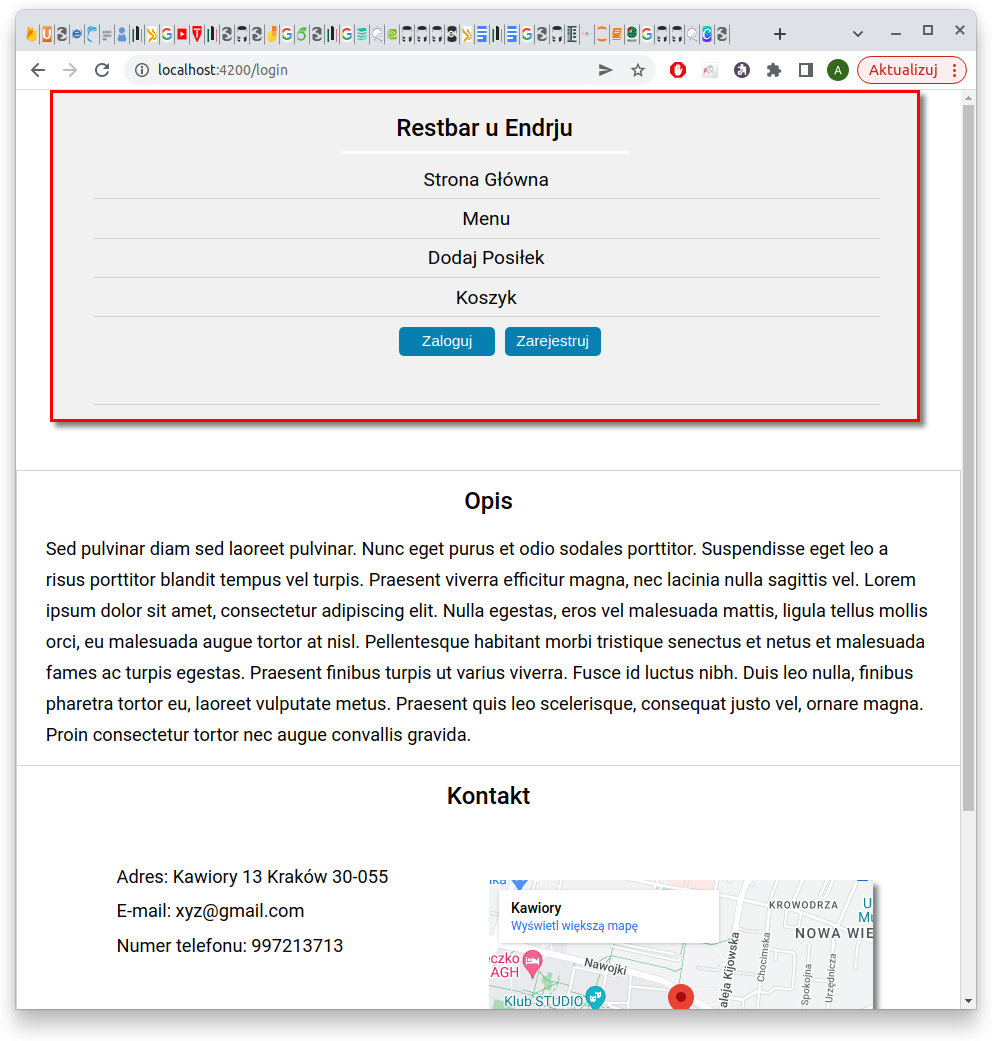 localhost:4200/login
A
Aktualizuj
Restbar u Endrju
Strona Główna
Menu
Dodaj Posiłek
Koszyk
Zaloguj Zarejestruj
Opis
Sed pulvinar diam sed laoreet pulvinar. Nunc eget purus et odio sodales porttitor. Suspendisse eget leo a
risus porttitor blandit tempus vel turpis. Praesent viverra efficitur magna, nec lacinia nulla sagittis vel. Lorem
ipsum dolor sit amet, consectetur adipiscing elit. Nulla egestas, eros vel malesuada mattis, ligula tellus mollis
orci, eu malesuada augue tortor at nisl. Pellentesque habitant morbi tristique senectus et netus et malesuada
fames ac turpis egestas. Praesent finibus turpis ut varius viverra. Fusce id luctus nibh. Duis leo nulla, finibus
pharetra tortor eu, laoreet vulputate metus. Praesent quis leo scelerisque, consequat justo vel, ornare magna.
Proin consectetur tortor nec augue convallis gravida.
Kontakt
Adres: Kawiory 13 Kraków 30-055
E-mail: xyz@gmail.com
Numer telefonu: 997213713
Kawiory
Wyświetl większą mapę
KROWODRZA
NOWA WIE
eczko
AGH
Nawojki
Klub STUDIO
aleja Kijowska
Chocimska
Spokojna
Urządnicza